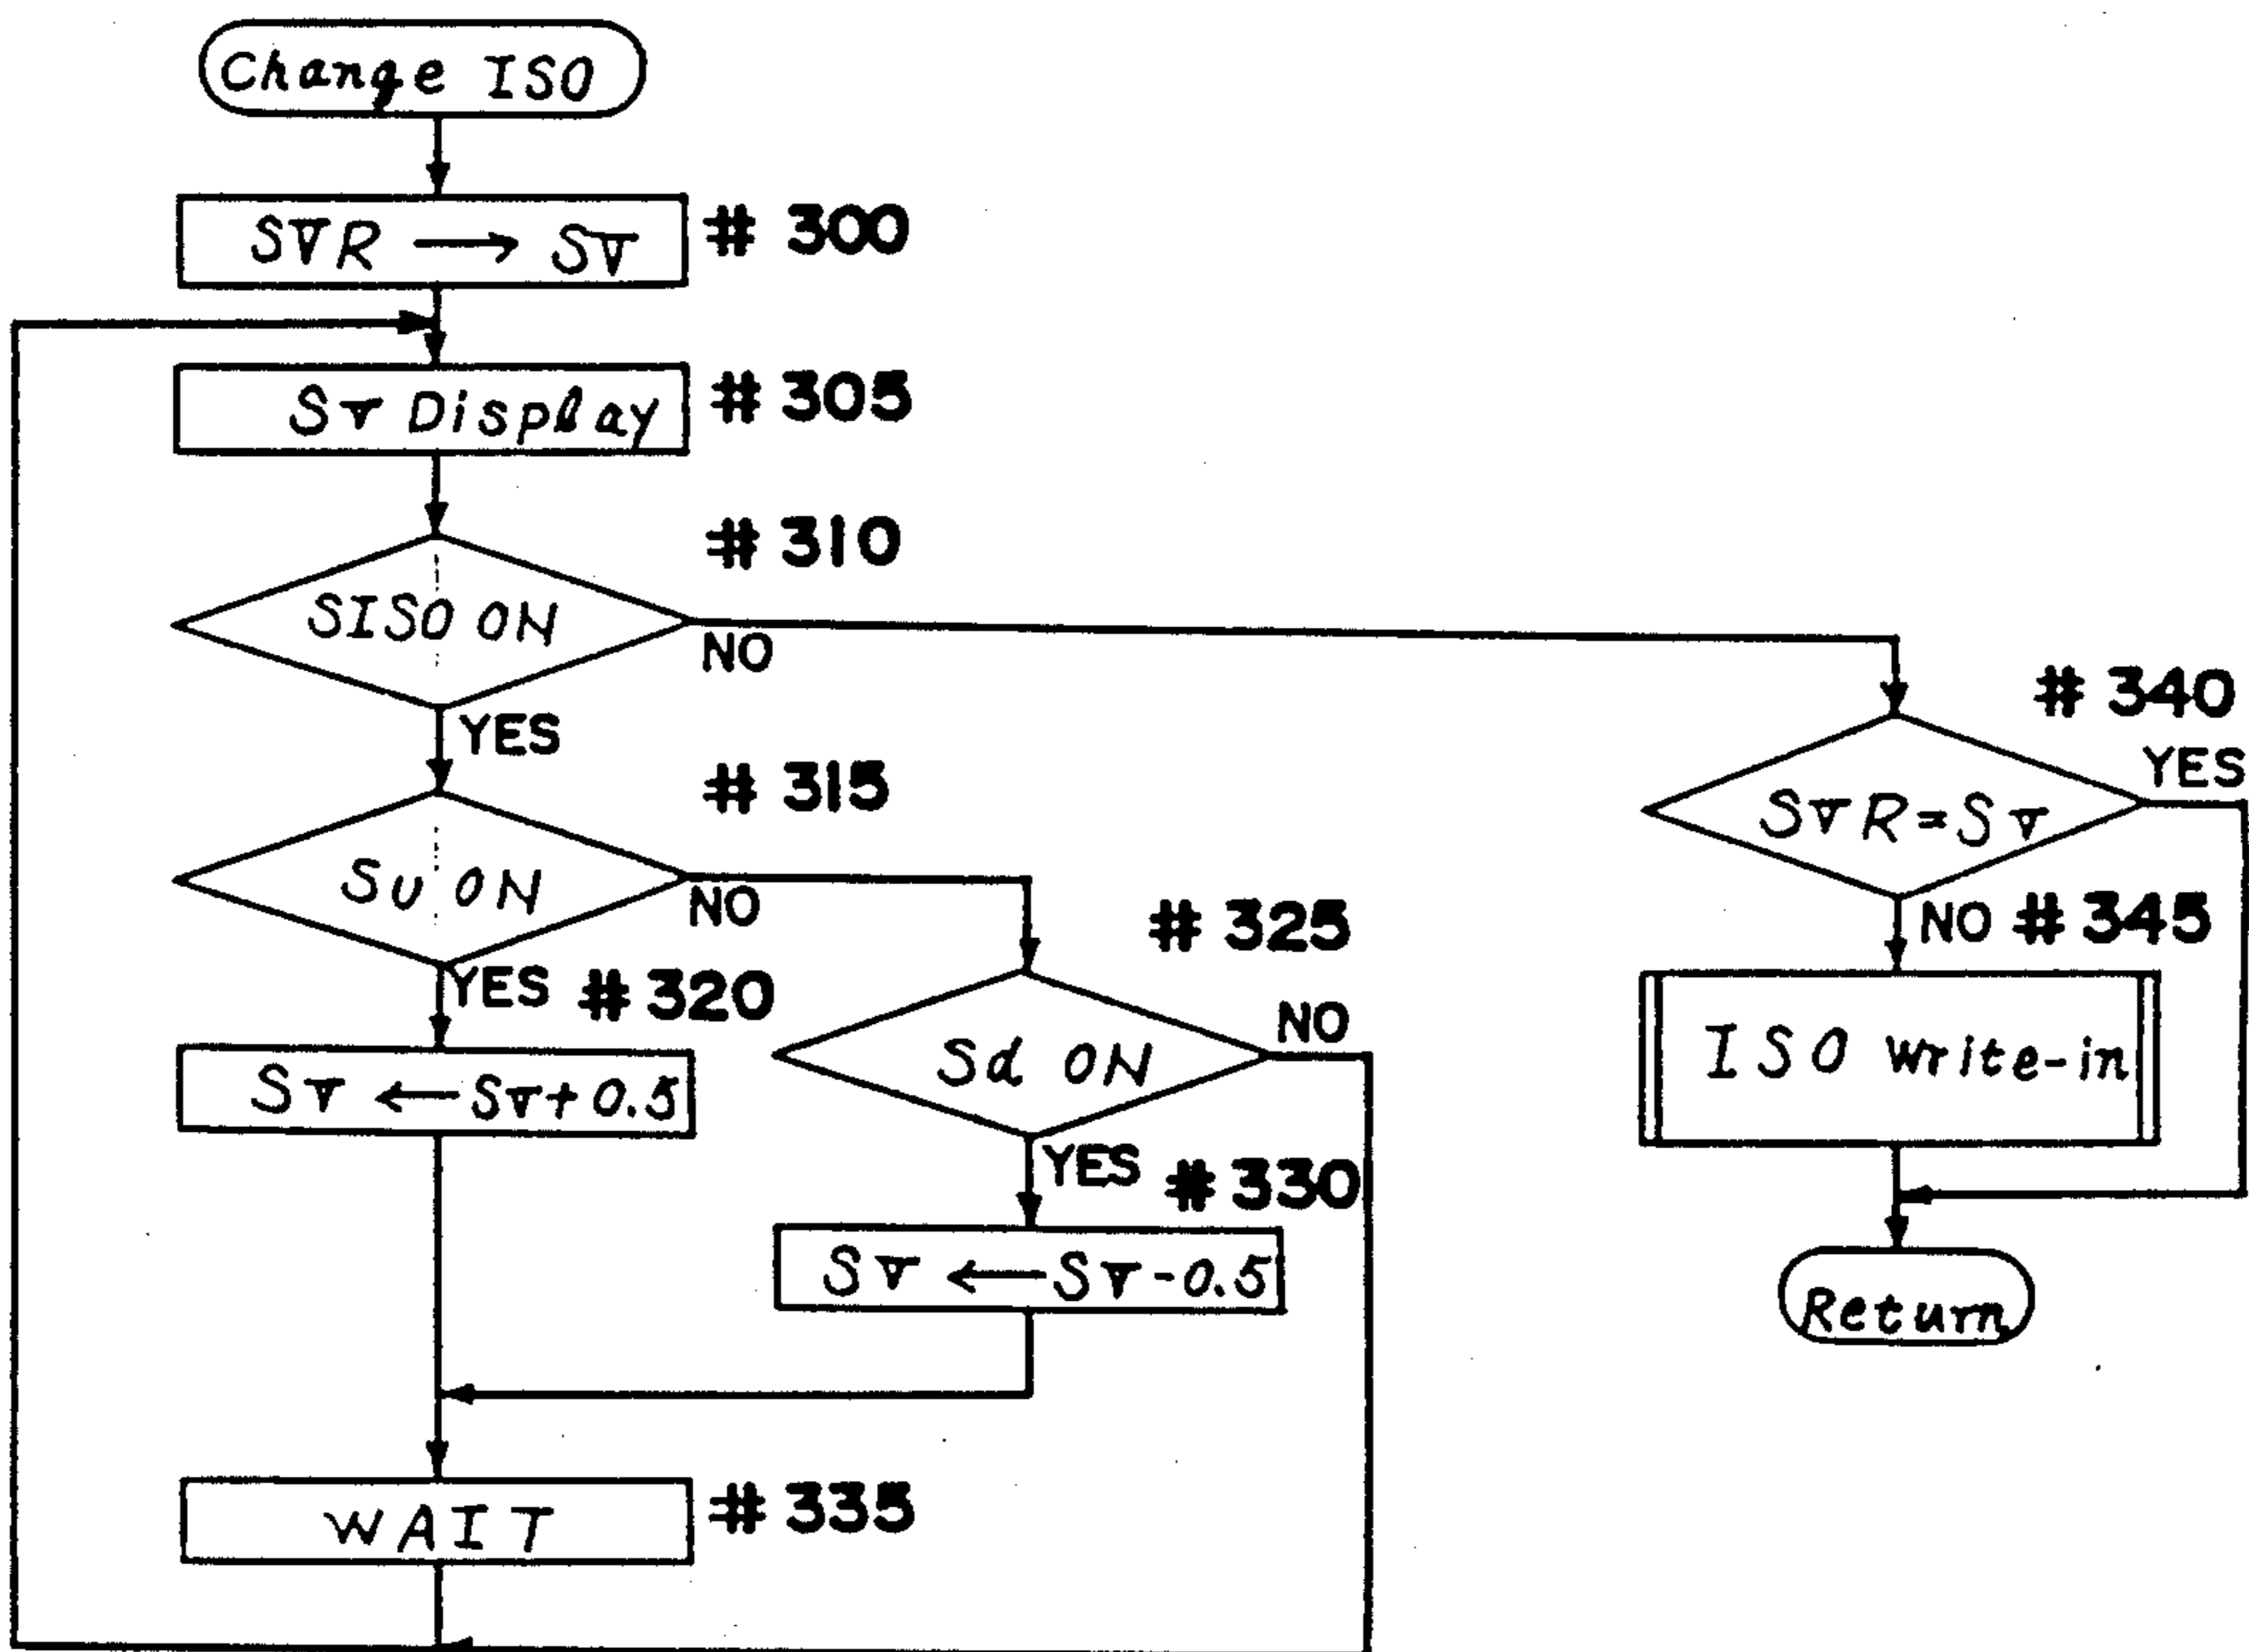 Change ISO
SVR → SV
# 300
SV Display
# 305
# 310
SISO ON
NO
YES
# 315
SU ON
NO
YES # 320
SV ← SV+0.5
# 325
Sd ON
NO
YES # 330
SV ← SV-0.5
WAIT
# 335
# 340
YES
SVR=SV
NO # 345
ISO write-in
Return